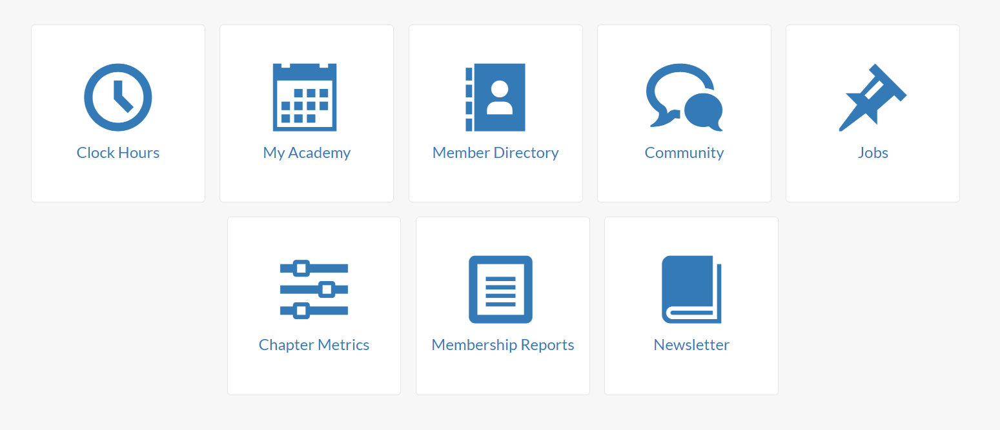 Clock Hours
My Academy
Member Directory
Community
Jobs
Chapter Metrics
Membership Reports
Newsletter